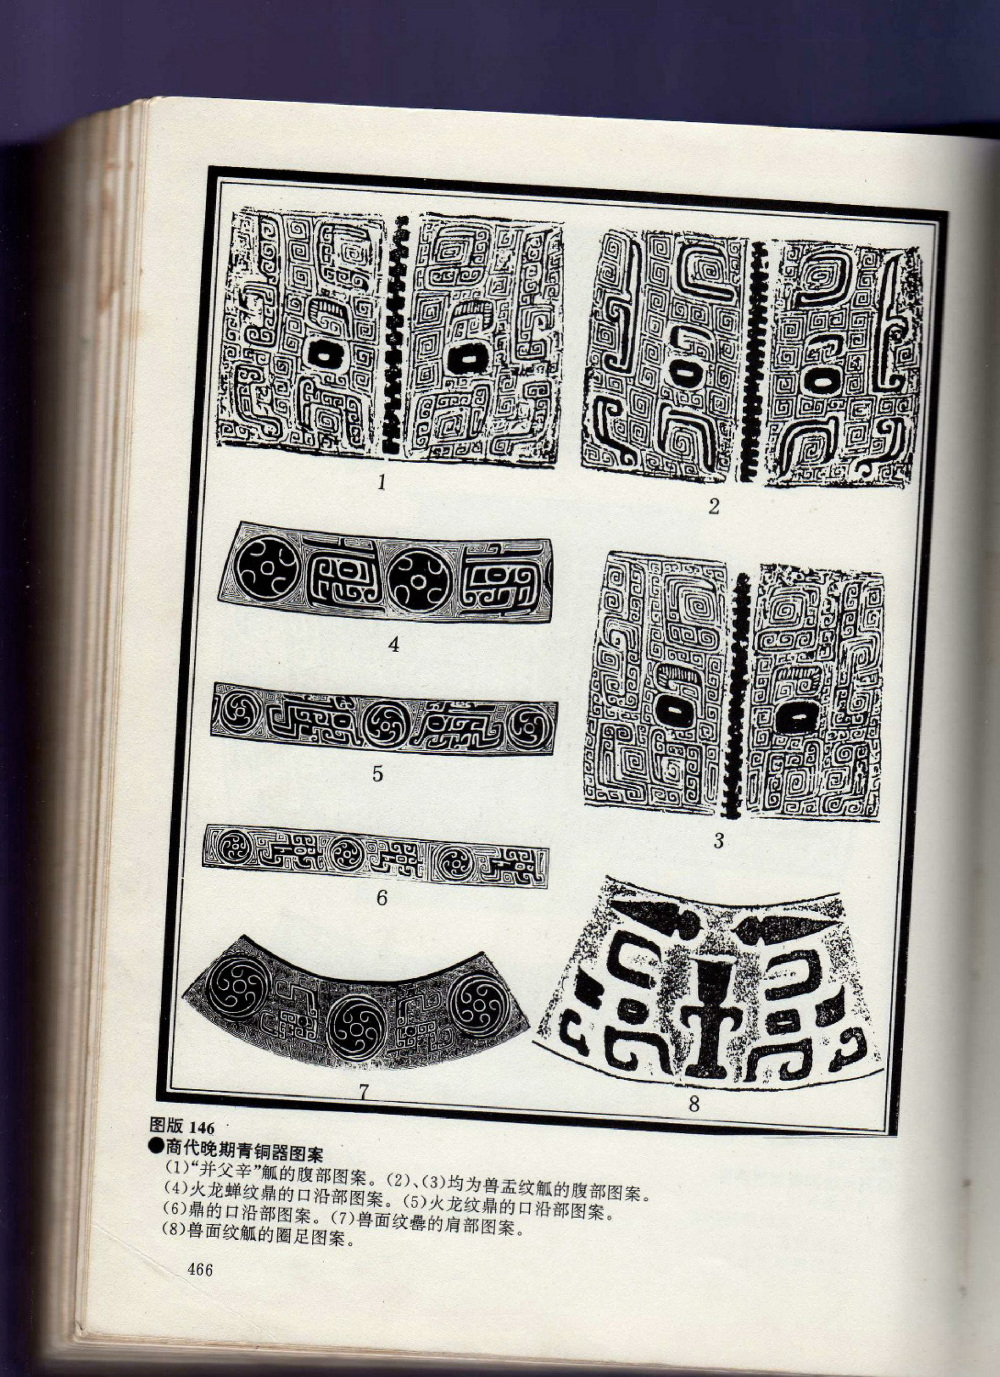 1
2
4
5
3
6
7
8
图版 146
●商代晚期青铜器图案
(1)“并父辛”觚的腹部图案。(2)、(3)均为兽面纹觚的腹部图案。
(4)火龙蝉纹鼎的口沿部图案。(5)火龙纹鼎的口沿部图案。
(6)鼎的口沿部图案。(7)兽面纹罍的肩部图案。
(8)兽面纹觚的圈足图案。
466